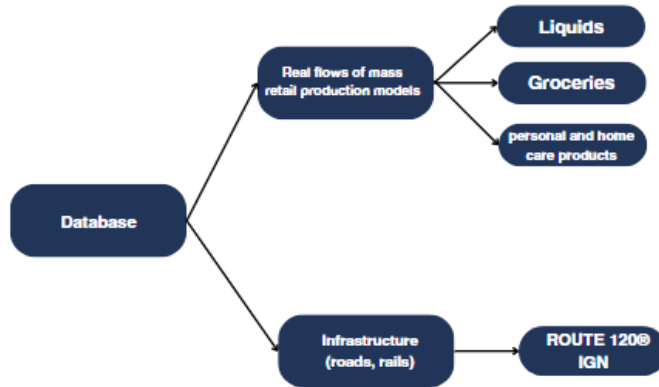 Liquids
Real flows of mass
retail production models
Groceries
personal and home
care products
Database
Infrastructure
(roads, rails)
ROUTE 120®
IGN